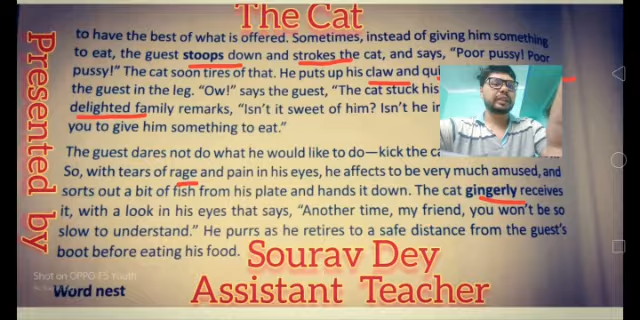 The Cat
to have the best of what is offered. Sometimes, instead of giving him something
to eat, the guest stoops down and strokes the cat, and says, "Poor pussy! Poor
pussy!" The cat soon tires of that. He puts up his claw and
the guest in the leg. "Ow!" says the guest, "The cat stuck his
delighted family remarks, "Isn't it sweet of him? Isn't he
you to give him something to eat."
The guest dares not do what he would like to do—kick the
So, with tears of rage and pain in his eyes, he affects to be very much amused, and
sorts out a bit of fish from his plate and hands it down. The cat gingerly receives
it, with a look in his eyes that says, "Another time, my friend, you won't be so
slow to understand." He purrs as he retires to a safe distance from the guest's
boot before eating his food.
Word nest
Presented by
Sourav Dey
Assistant Teacher
Shot on OPPO F5 Youth